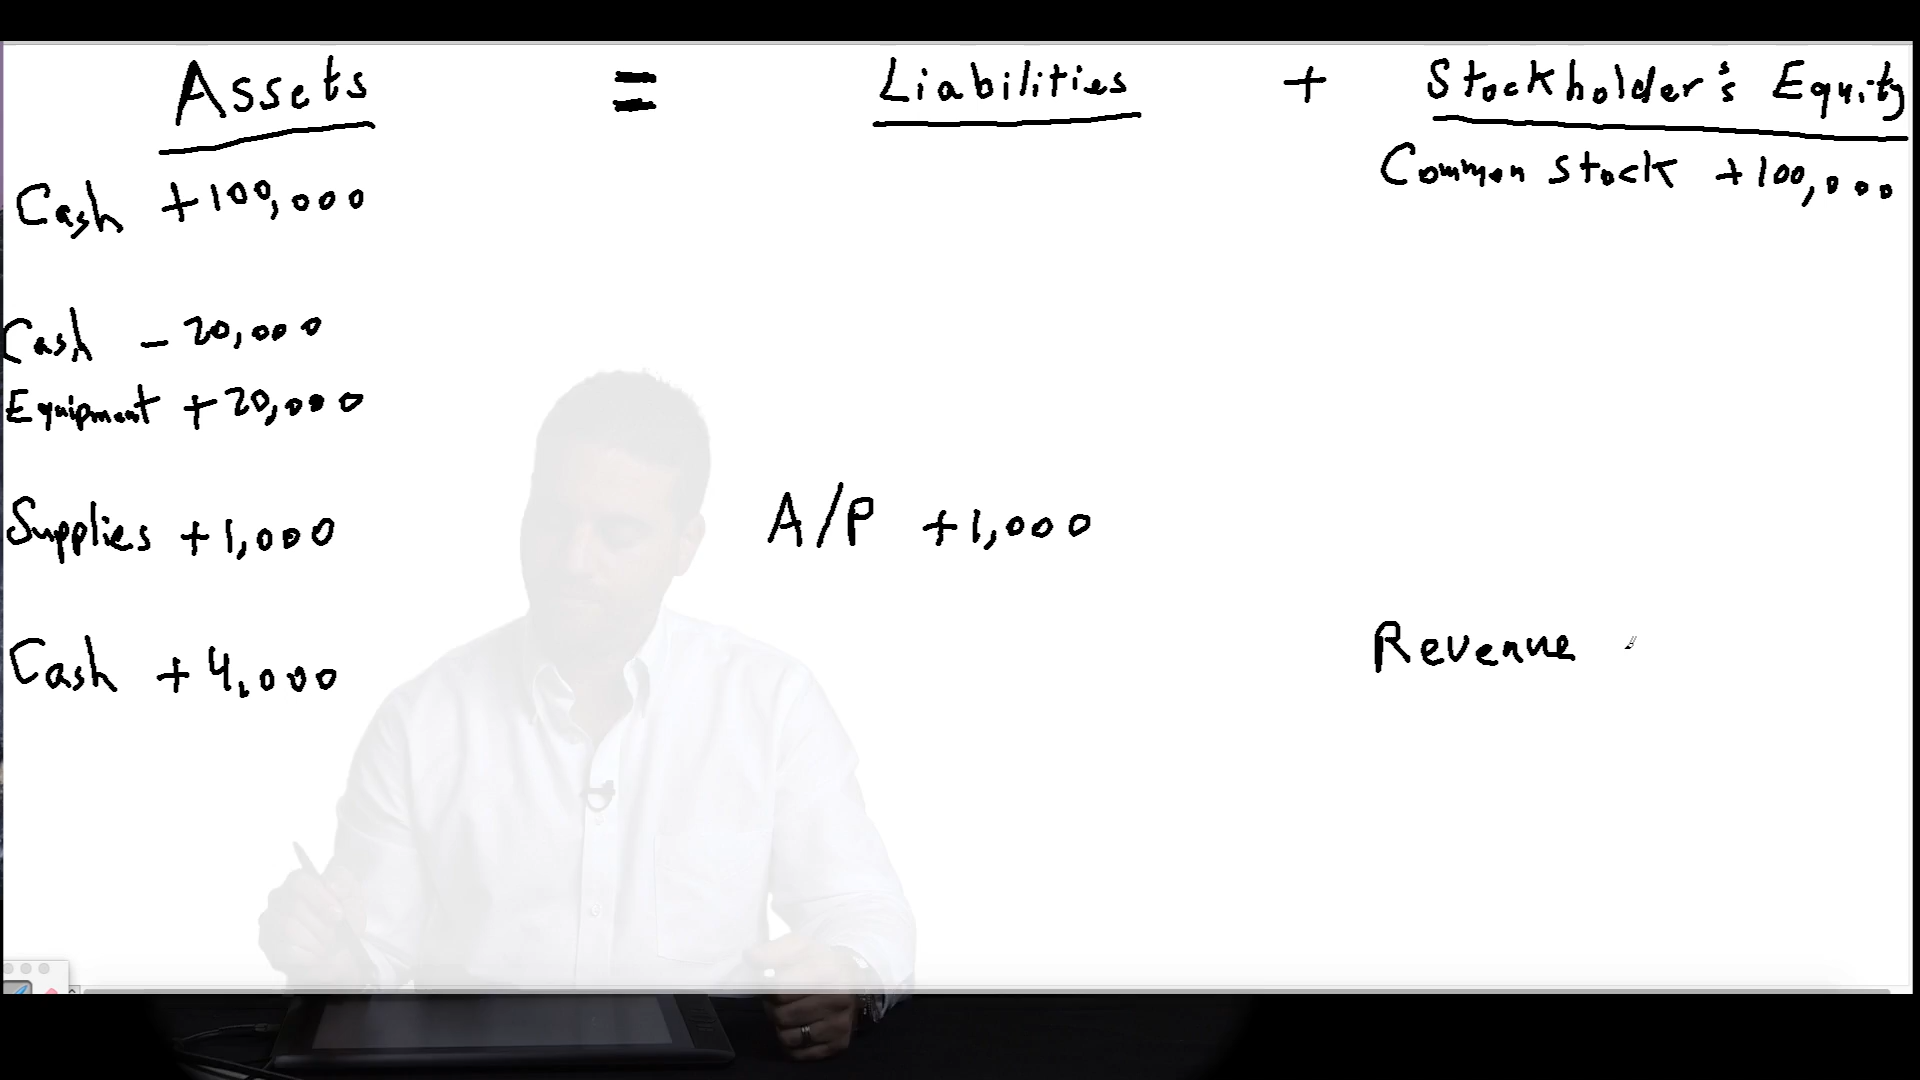 Assets = Liabilities + Stockholder's Equity
Cash +100,000 Common stock +100,000
Cash - 20,000
Equipment +20,000
Supplies +1,000 A/P +1,000
Cash +4,000 Revenue